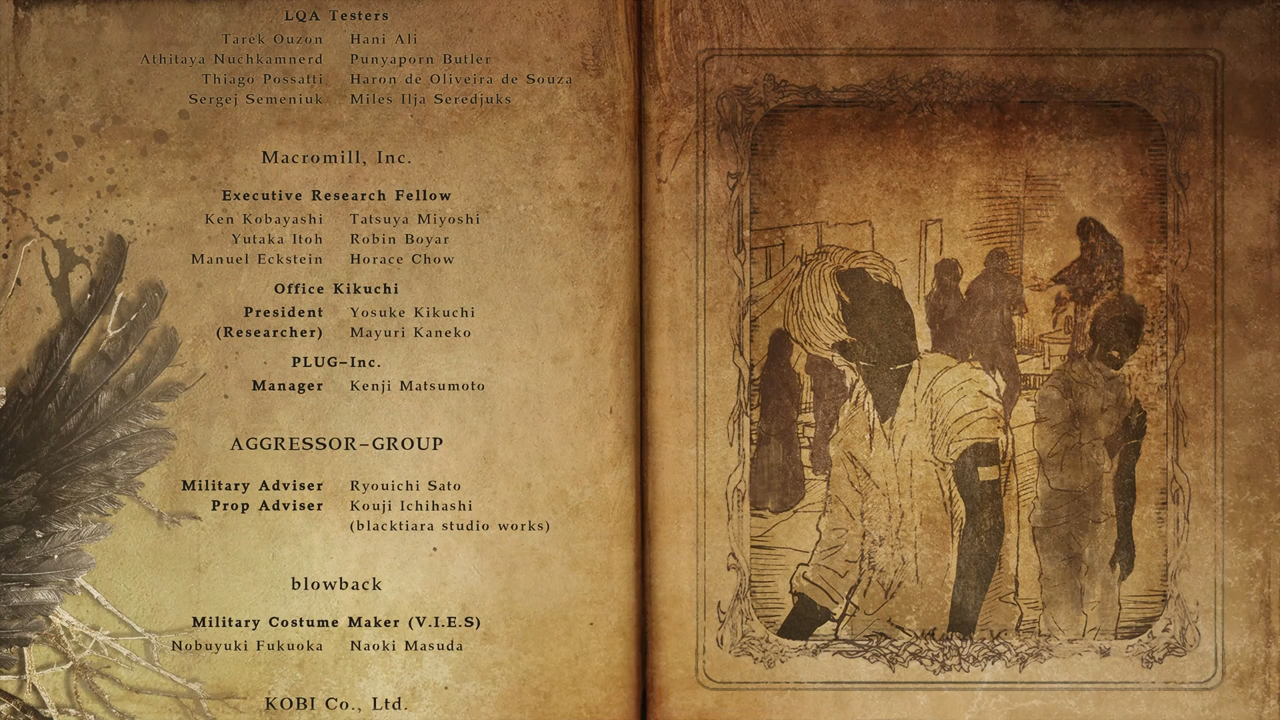 LQA Testers
Tarek Ouzon Hani Ali
Athitaya Nuchkamnerd Punyaporn Butler
Thiago Possatti Haron de Oliveira de Souza
Sergej Semeniuk Miles Ilja Seredjuks
Macromill, Inc.
Executive Research Fellow
Ken Kobayashi Tatsuya Miyoshi
Yutaka Itoh Robin Boyar
Manuel Eckstein Horace Chow
Office Kikuchi
President Yosuke Kikuchi
(Researcher) Mayuri Kaneko
PLUG-Inc.
Manager Kenji Matsumoto
AGGRESSOR-GROUP
Military Adviser Ryouichi Sato
Prop Adviser Kouji Ichihashi
(blacktiara studio works)
blowback
Military Costume Maker (V.I.E.S)
Nobuyuki Fukuoka Naoki Masuda
KOBI Co., Ltd.